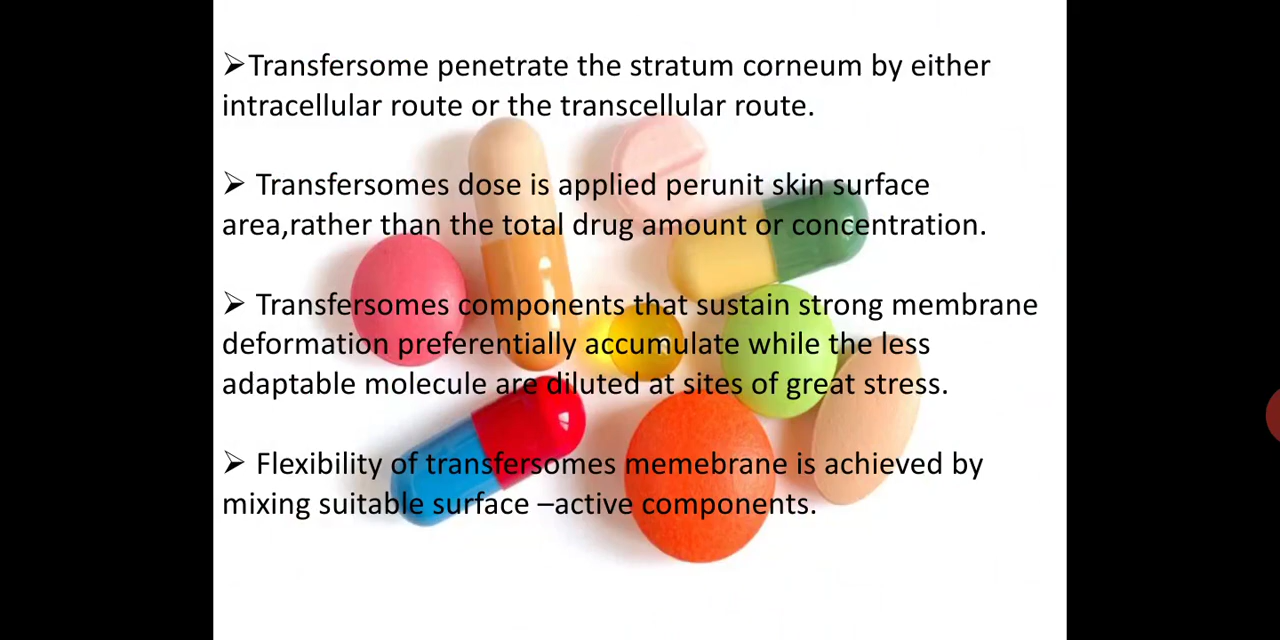 ➢Transfersome penetrate the stratum corneum by either
intracellular route or the transcellular route.
➢ Transfersomes dose is applied perunit skin surface
area,rather than the total drug amount or concentration.
➢ Transfersomes components that sustain strong membrane
deformation preferentially accumulate while the less
adaptable molecule are diluted at sites of great stress.
➢ Flexibility of transfersomes memebrane is achieved by
mixing suitable surface –active components.